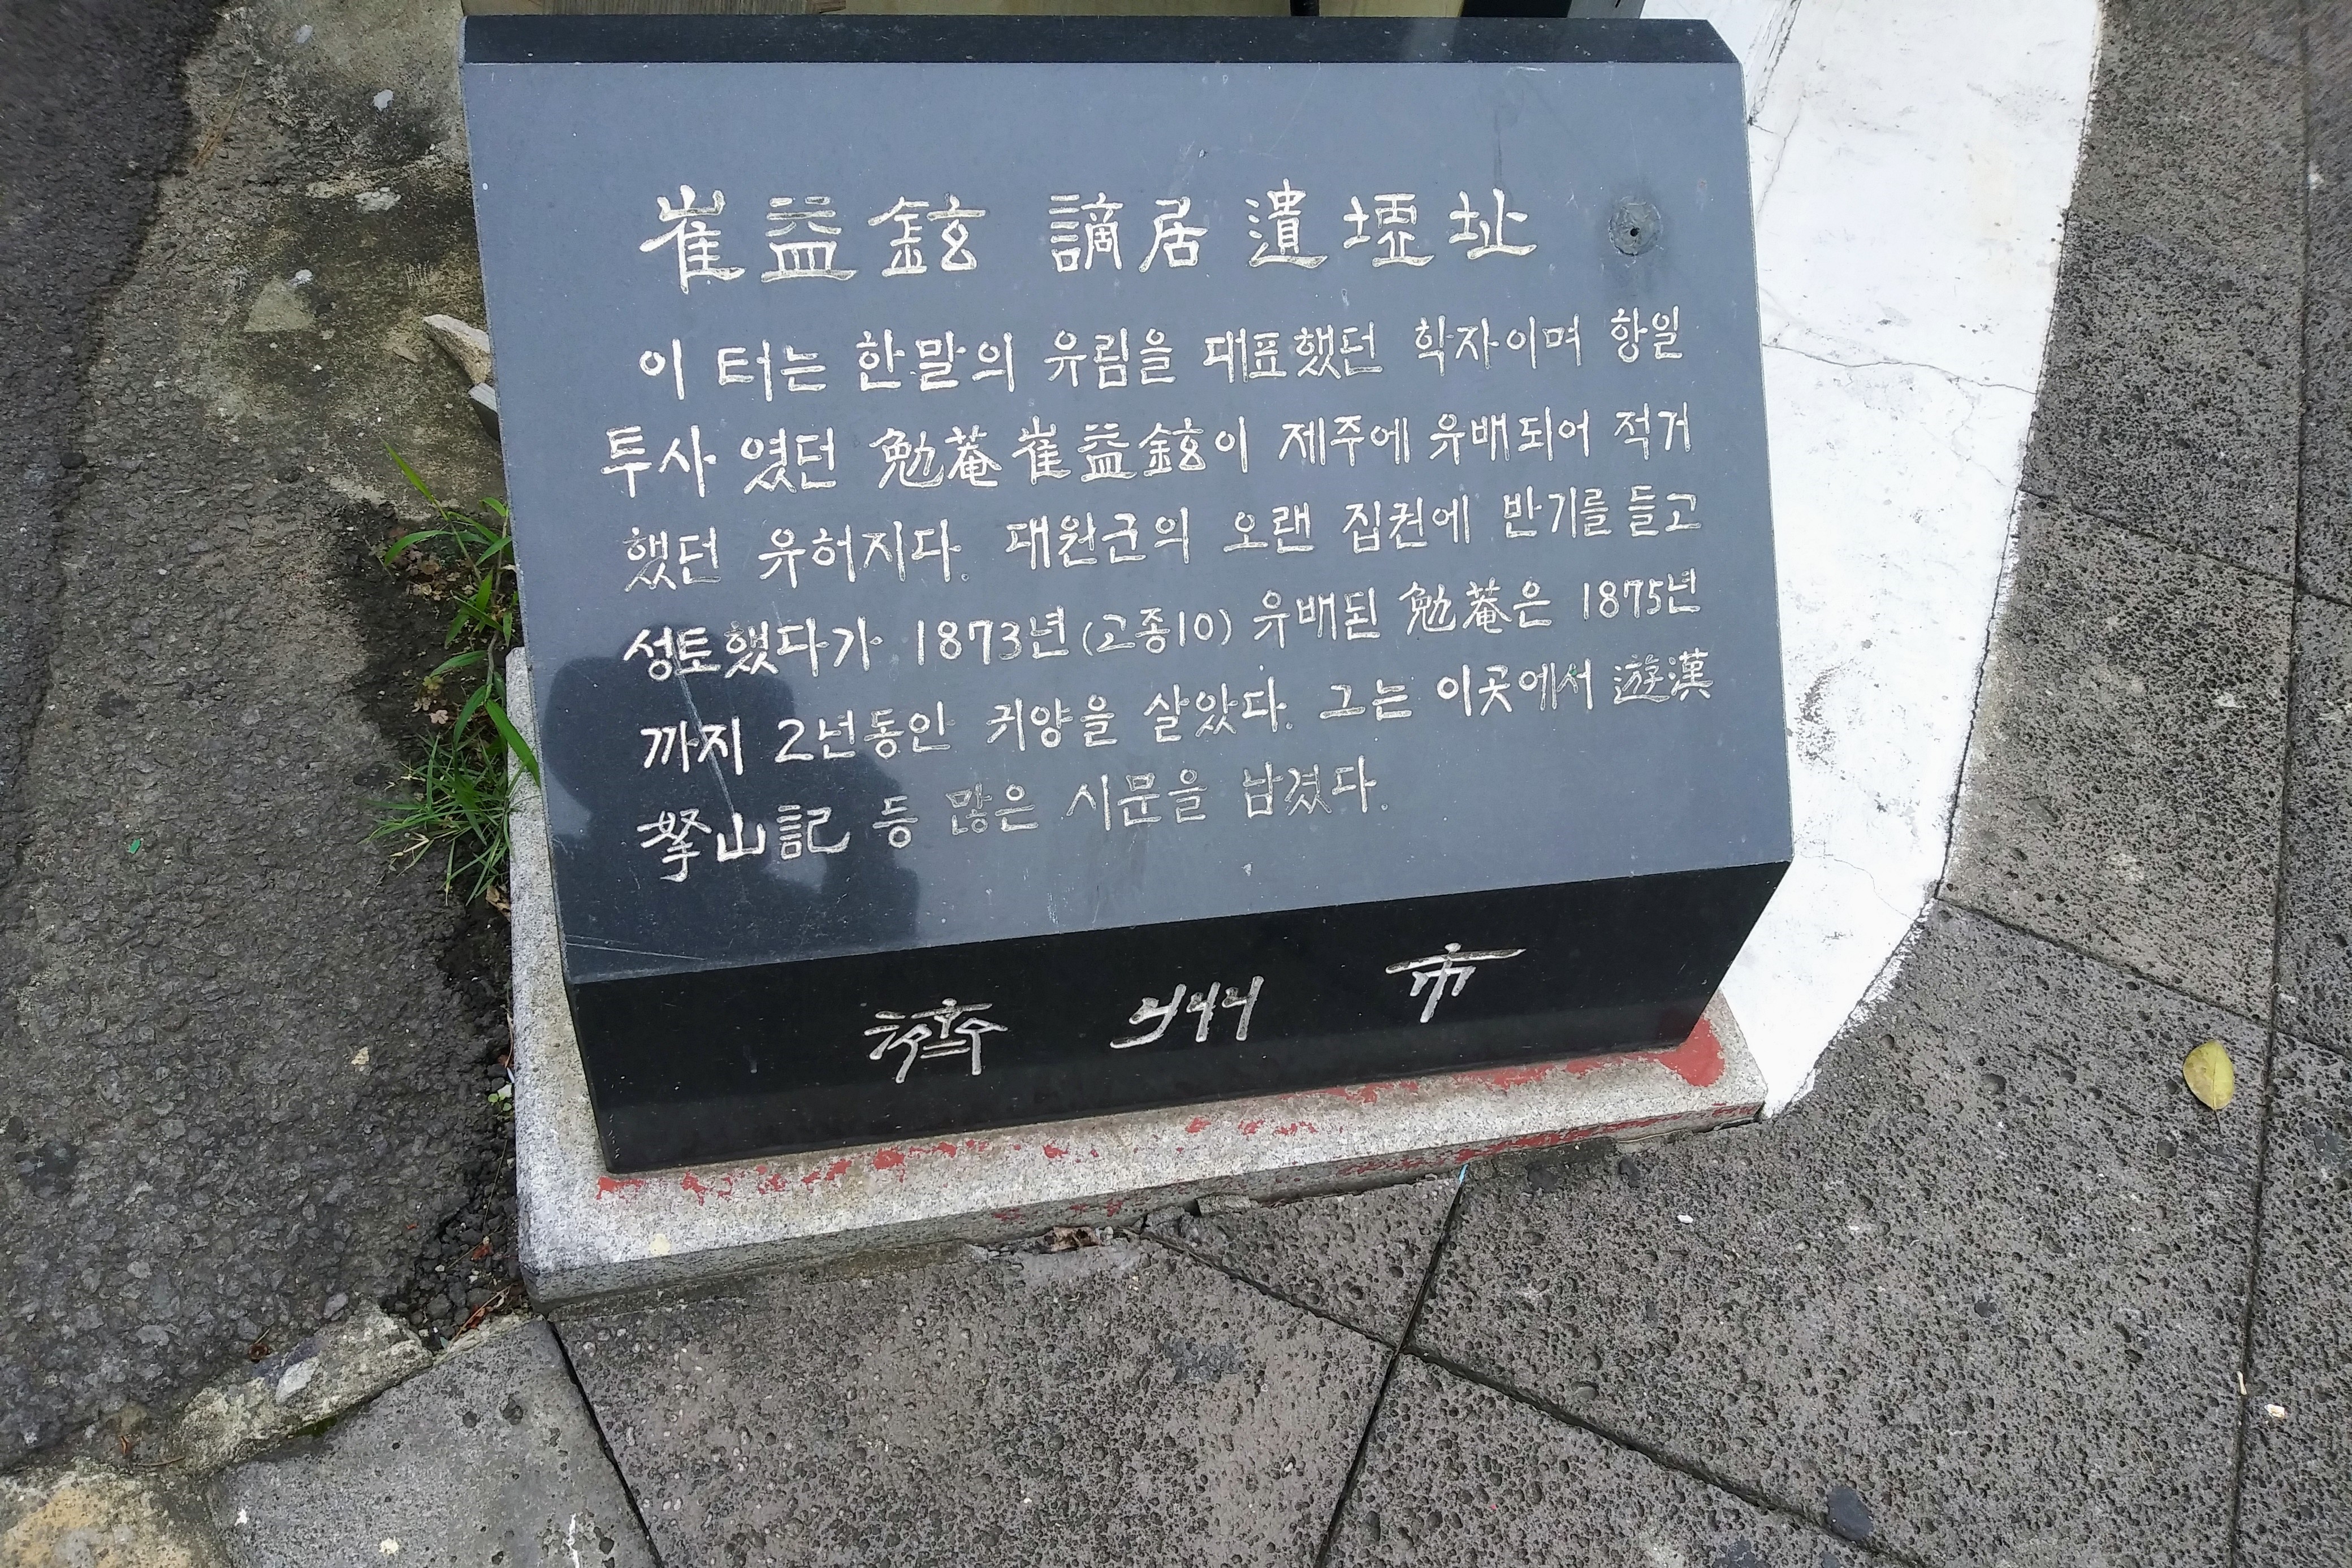 崔益鉉 謫居遺墟址
이 터는 한말의 유림을 대표했던 학자이며 항일
투사 였던 勉菴崔益鉉이 제주에 유배되어 적거
했던 유허지다. 대원군의 오랜 집권에 반기를 들고
성토했다가 1873년(고종10) 유배된 勉菴은 1875년
까지 2년동안 귀양을 살았다. 그는 이곳에서 遊漢
拏山記 등 많은 시문을 남겼다.
濟州市